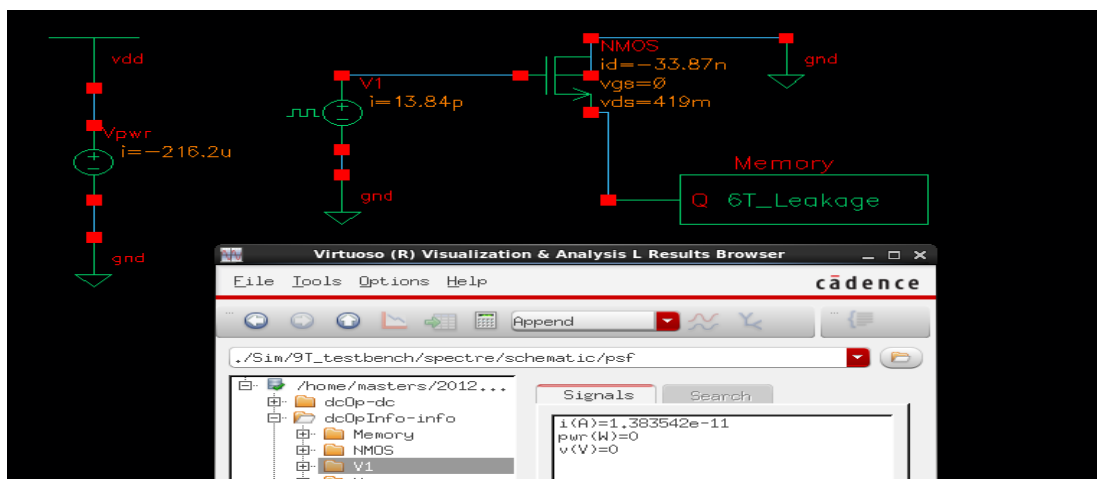 vdd
Vpwr
i=-216.2u
gnd
V1
i=13.84p
gnd
NMOS
id=-33.87n
vgs=0
vds=419m
gnd
Memory
Q 6T_Leakage
Virtuoso (R) Visualization & Analysis L Results Browser
File Tools Options Help
cādence
Append
./Sim/9T_testbench/spectre/schematic/psf
/home/masters/2012...
dcOp-dc
dcOpInfo-info
Memory
NMOS
V1
Signals Search
i(A)=1.383542e-11
pwr(W)=0
v(V)=0